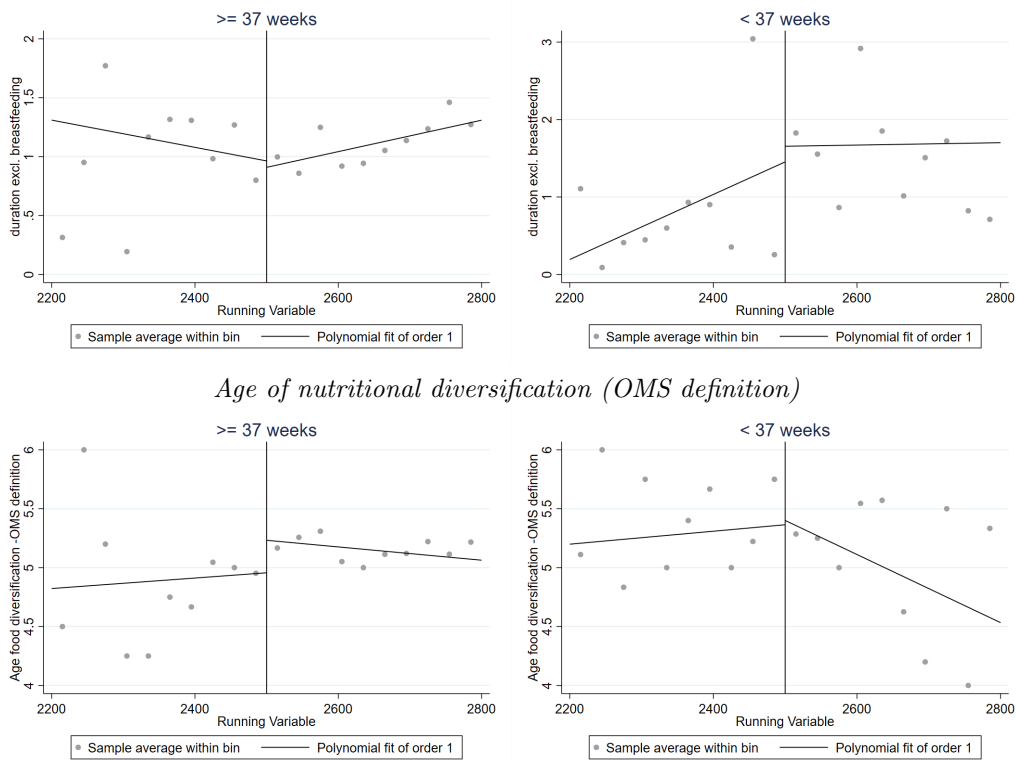 >= 37 weeks
duration excl. breastfeeding
2
1.5
1
.5
0
2200 2400 2600 2800
Running Variable
Sample average within bin Polynomial fit of order 1
< 37 weeks
duration excl. breastfeeding
3
2
1
0
2200 2400 2600 2800
Running Variable
Sample average within bin Polynomial fit of order 1
Age of nutritional diversification (OMS definition)
>= 37 weeks
Age food diversification -OMS definition
6
5.5
5
4.5
4
2200 2400 2600 2800
Running Variable
Sample average within bin Polynomial fit of order 1
< 37 weeks
Age food diversification -OMS definition
6
5.5
5
4.5
4
2200 2400 2600 2800
Running Variable
Sample average within bin Polynomial fit of order 1